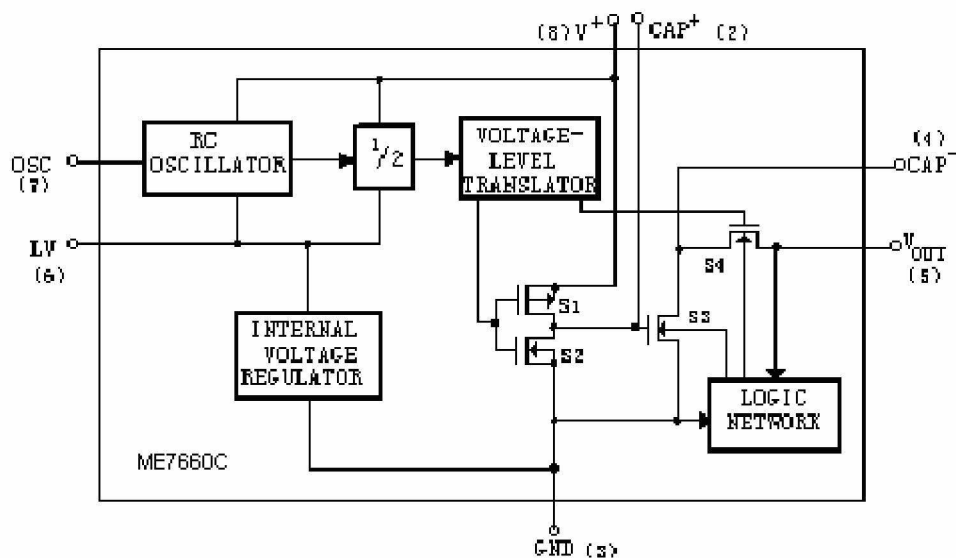 (8) V+ CAP+ (2)
RC
OSCILLATOR
1/2
VOLTAGE-
LEVEL
TRANSLATOR
(4)
CAP-
OSC
(7)
LV
(6)
S4
VOUT
(5)
S1
S3
S2
INTERNAL
VOLTAGE
REGULATOR
LOGIC
NETWORK
ME7660C
GND (3)